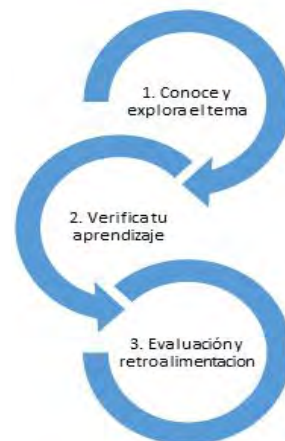 1. Conoce y
explora el tema
2. Verifica tu
aprendizaje
3. Evaluación y
retroalimentacion